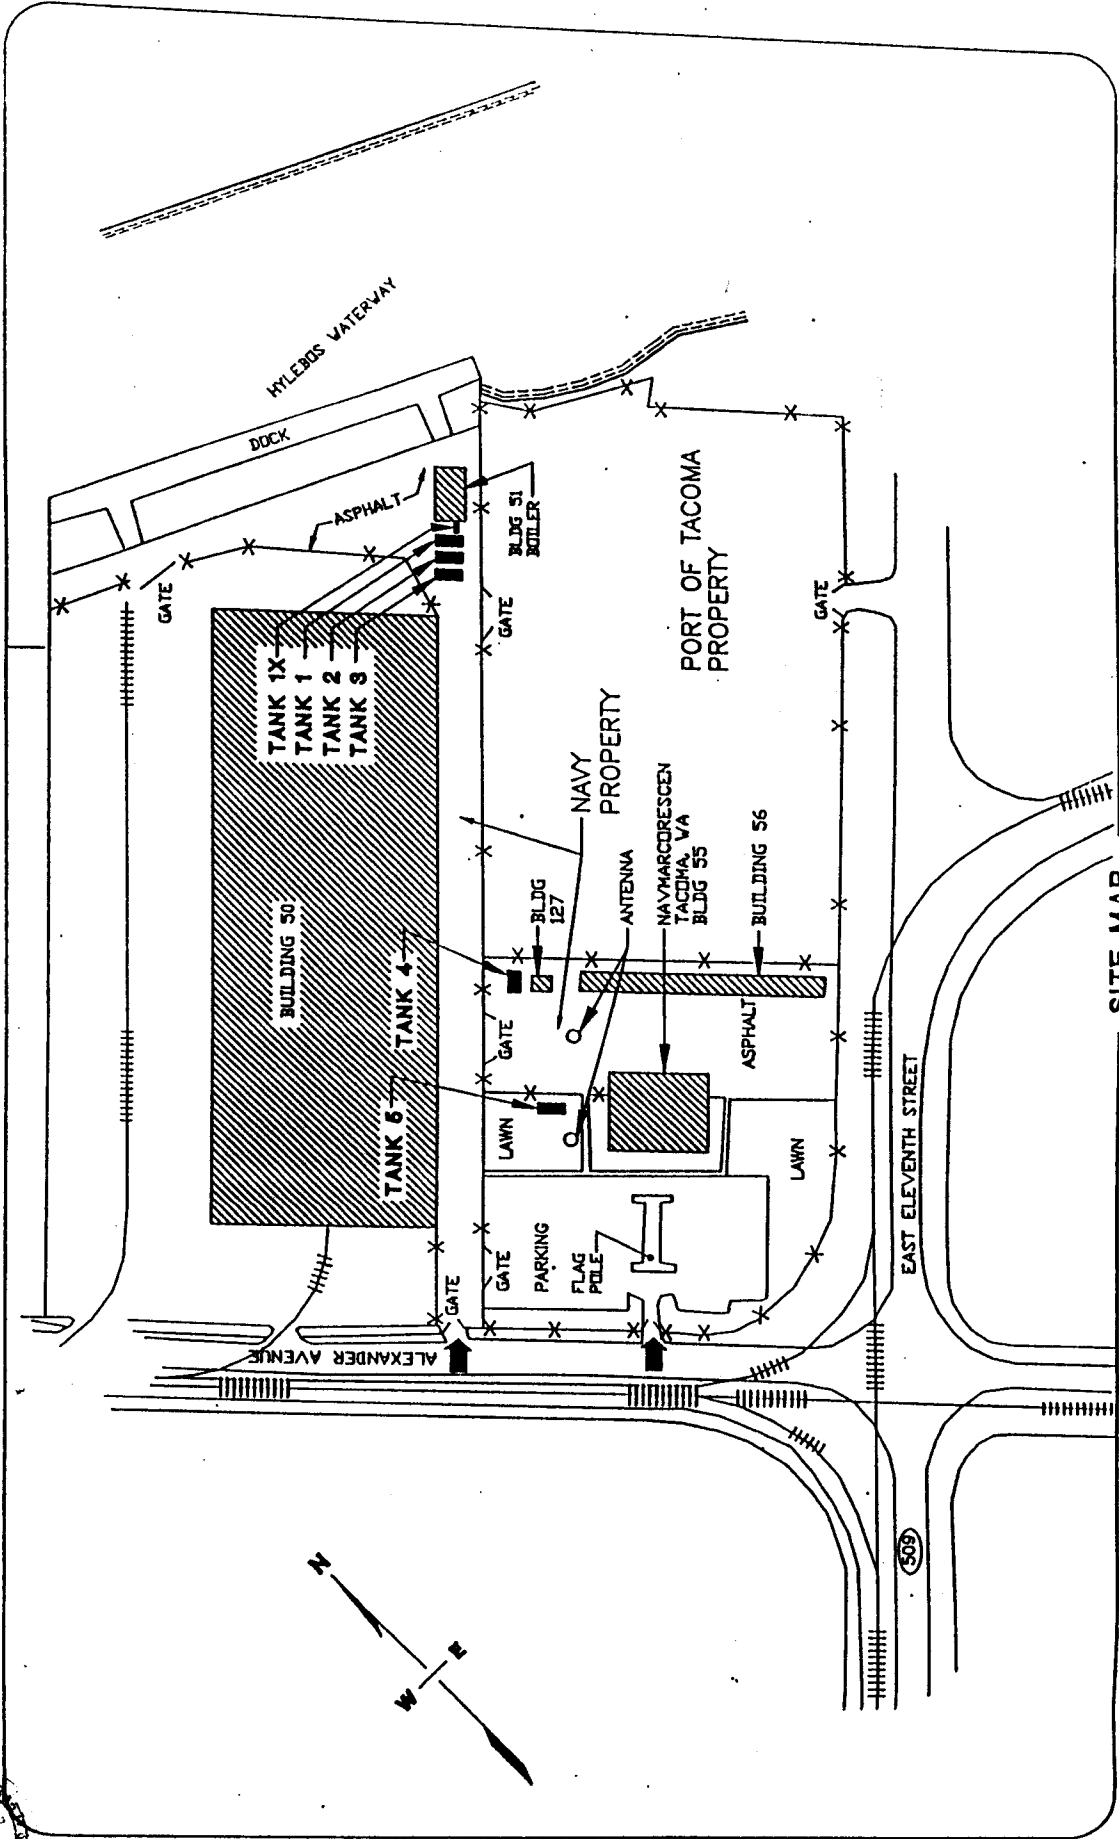 HYLEBOS WATERWAY
DOCK
ASPHALT
GATE
BLDG 51
BOILER
GATE
TANK 1X
TANK 1
TANK 2
TANK 3
PORT OF TACOMA
PROPERTY
GATE
NAVY
PROPERTY
BUILDING 50
TANK 4
TANK 5
BLDG
127
ANTENNA
NAVMARCORESCEN
TACOMA, WA
BLDG 55
BUILDING 56
GATE
ASPHALT
LAWN
LAWN
EAST ELEVENTH STREET
GATE
GATE
PARKING
FLAG
POLE
ALEXANDER AVENUE
509
N
W
E
SITE MAP